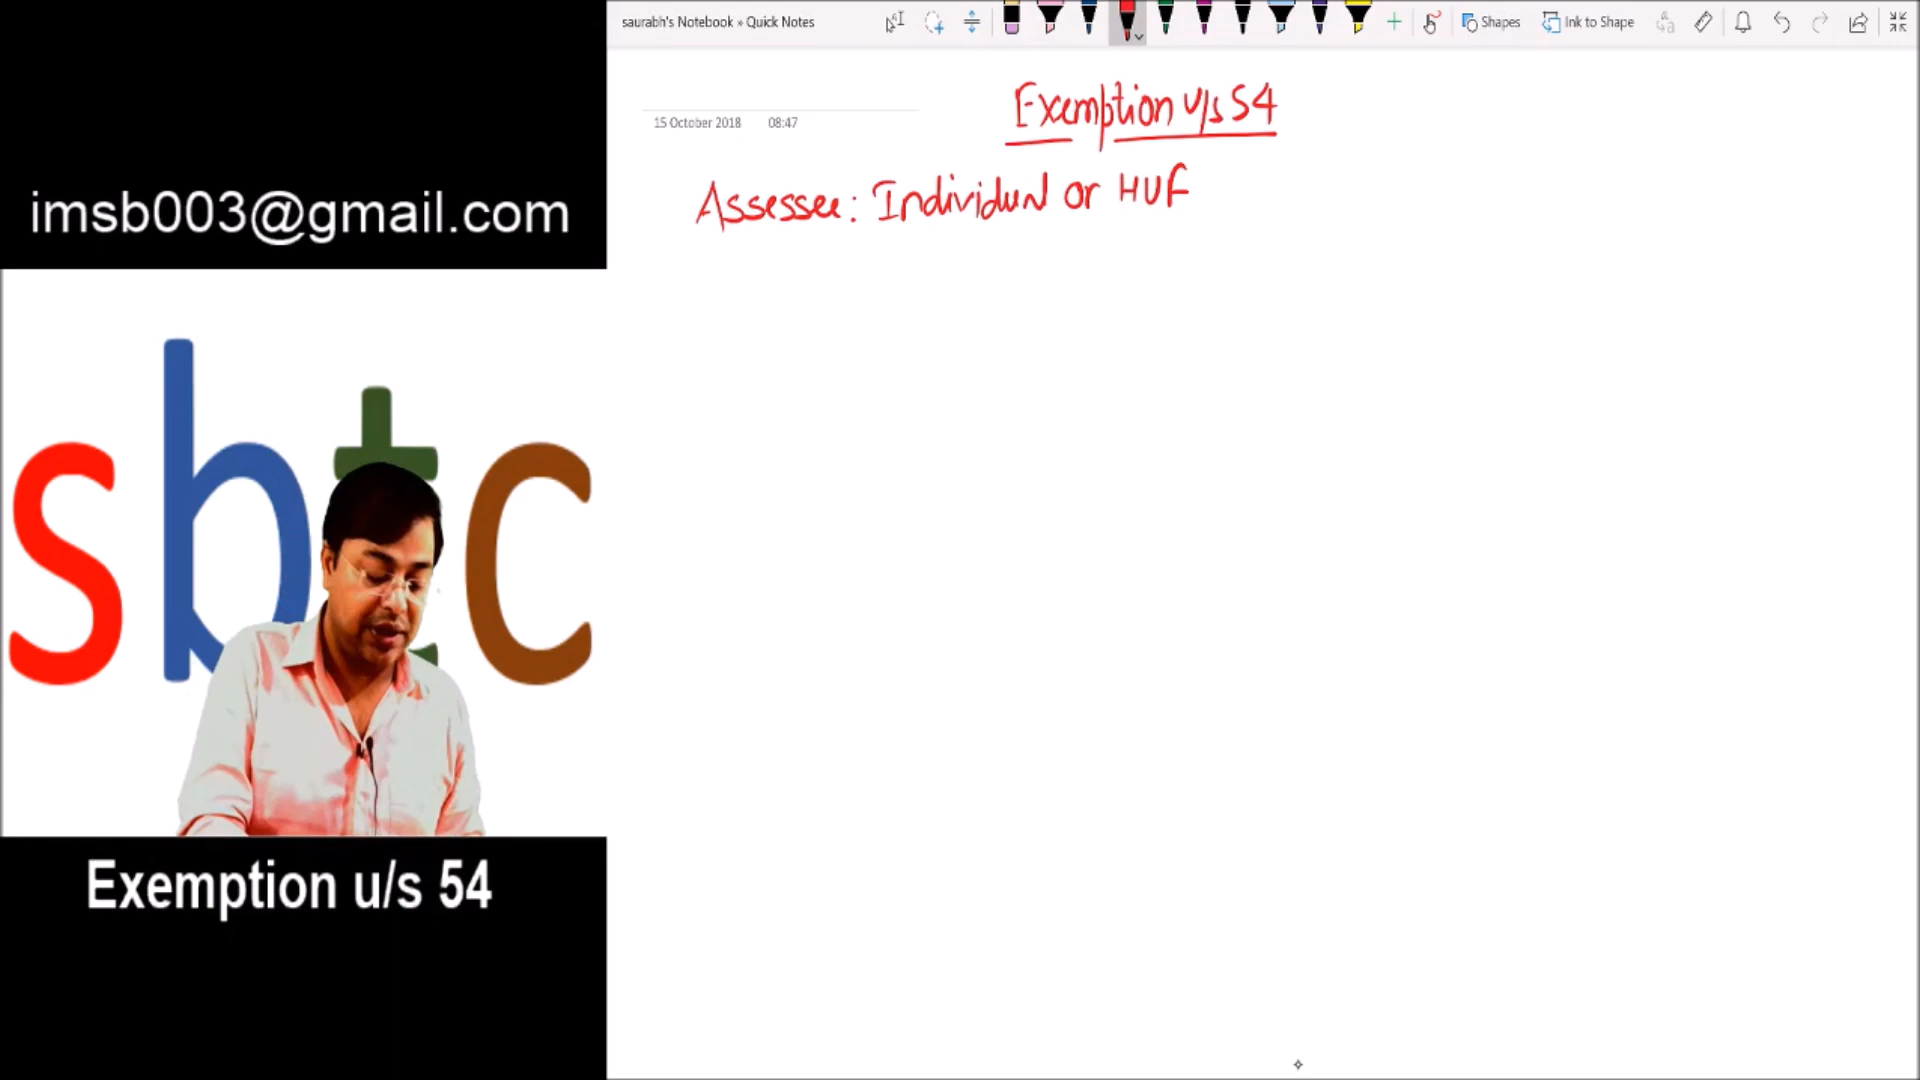 imsb003@gmail.com
sbtc
Exemption u/s 54
saurabh's Notebook » Quick Notes
Shapes
Ink to Shape
15 October 2018 08:47
Exemption u/s 54
Assessee: Individual or HUF